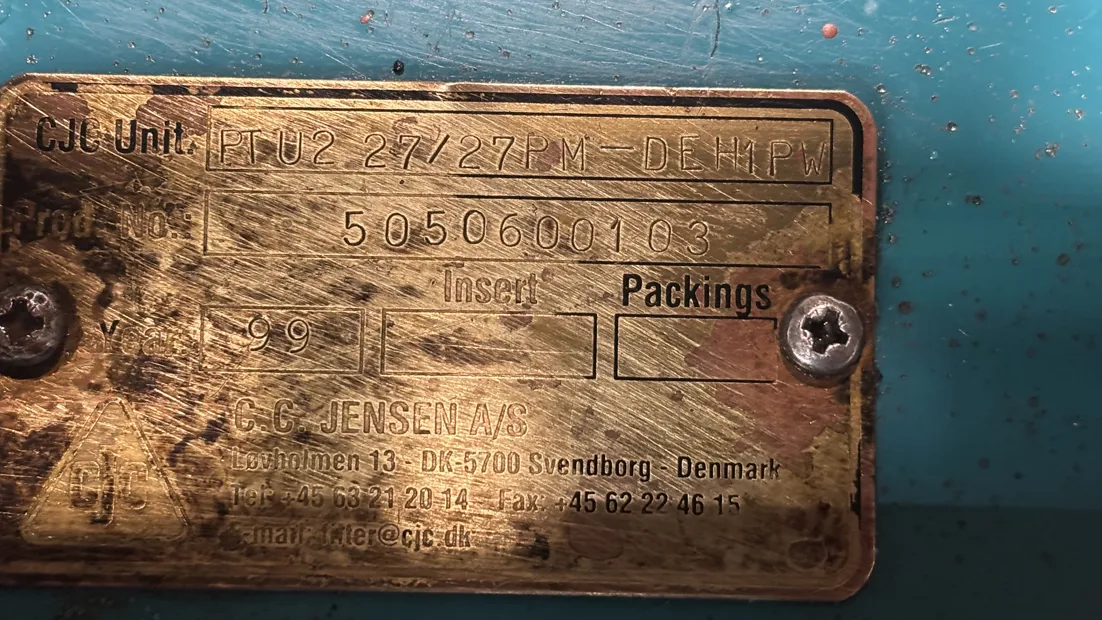 CJC Unit. PTU2 27/27PM-DEH1PW
Prod. No.: 5050600103
Insert Packings
Year: 99
C.C. JENSEN A/S
Løvholmen 13 - DK-5700 Svendborg - Denmark
Tel: +45 63 21 20 14 Fax: +45 62 22 46 15
E-mail: filter@cjc.dk
CJC